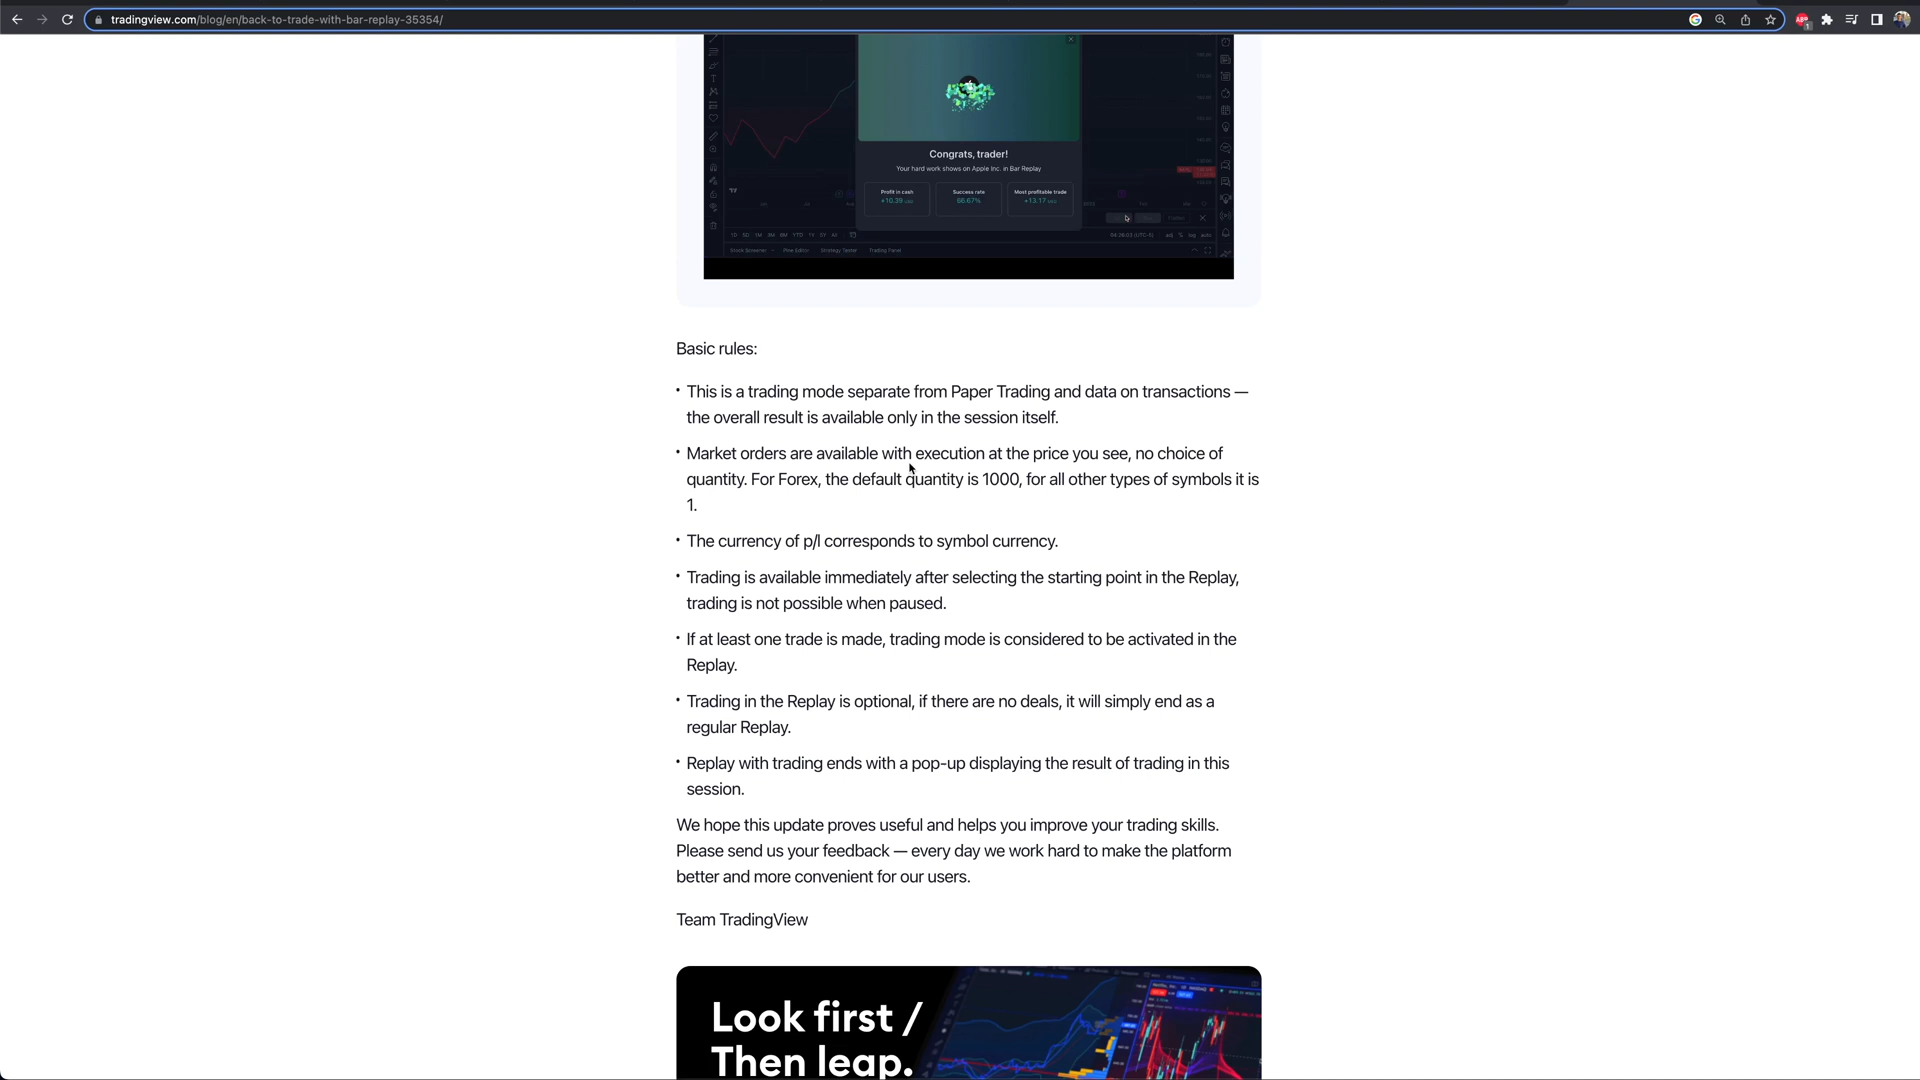 tradingview.com/blog/en/back-to-trade-with-bar-replay-35354/
Congrats, trader!
Your hard work shows on Apple Inc. in Bar Replay
Profit in cash
+10.39 USD
Success rate
66.67%
Most profitable trade
+13.17 USD
Stock Screener
Pine Editor
Strategy Tester
Trading Panel
Basic rules:
• This is a trading mode separate from Paper Trading and data on transactions —
the overall result is available only in the session itself.
• Market orders are available with execution at the price you see, no choice of
quantity. For Forex, the default quantity is 1000, for all other types of symbols it is
1.
• The currency of p/l corresponds to symbol currency.
• Trading is available immediately after selecting the starting point in the Replay,
trading is not possible when paused.
• If at least one trade is made, trading mode is considered to be activated in the
Replay.
• Trading in the Replay is optional, if there are no deals, it will simply end as a
regular Replay.
• Replay with trading ends with a pop-up displaying the result of trading in this
session.
We hope this update proves useful and helps you improve your trading skills.
Please send us your feedback — every day we work hard to make the platform
better and more convenient for our users.
Team TradingView
Look first /
Then leap.